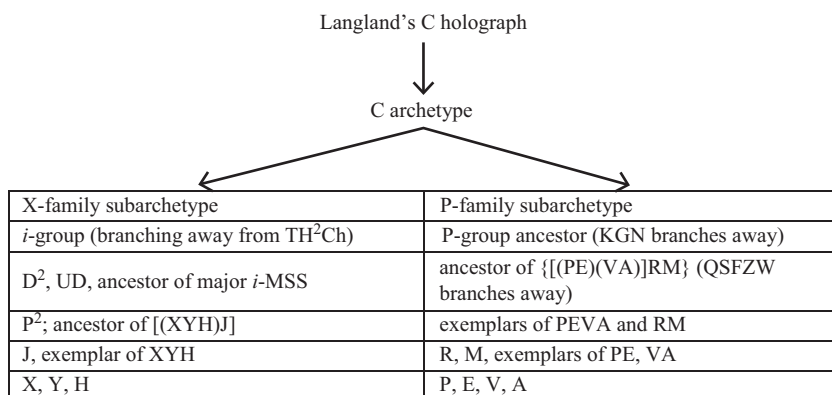 Langland’s C holograph
C archetype
X-family subarchetype
P-family subarchetype
i-group (branching away from TH²Ch)
P-group ancestor (KGN branches away)
D², UD, ancestor of major i-MSS
ancestor of {[(PE)(VA)]RM} (QSFZW
branches away)
P²; ancestor of [(XYH)J]
exemplars of PEVA and RM
J, exemplar of XYH
R, M, exemplars of PE, VA
X, Y, H
P, E, V, A